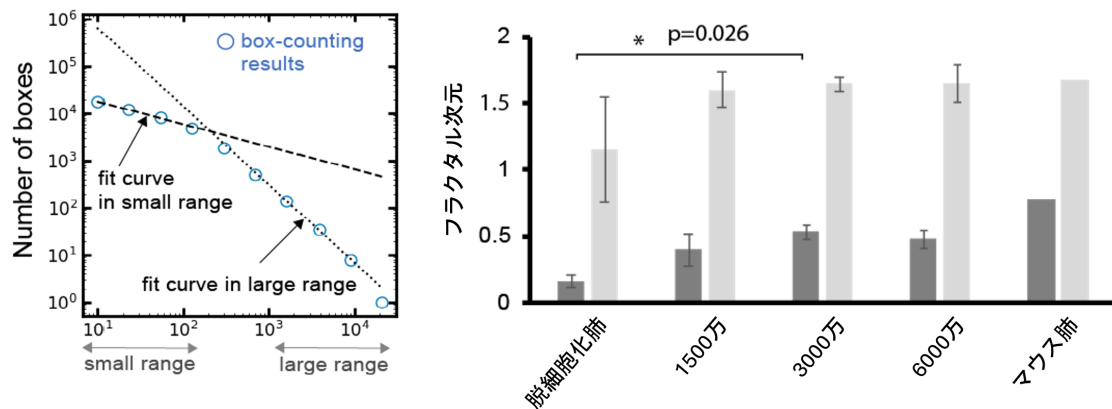 10^6
10^5
10^4
10^3
10^2
10^1
10^0
Number of boxes
box-counting
results
fit curve
in small range
fit curve in large range
10^1
10^2
10^3
10^4
small range
large range
2
1.5
1
0.5
0
フラクタル次元
* p=0.026
脱細胞化肺
1500万
3000万
6000万
マウス肺